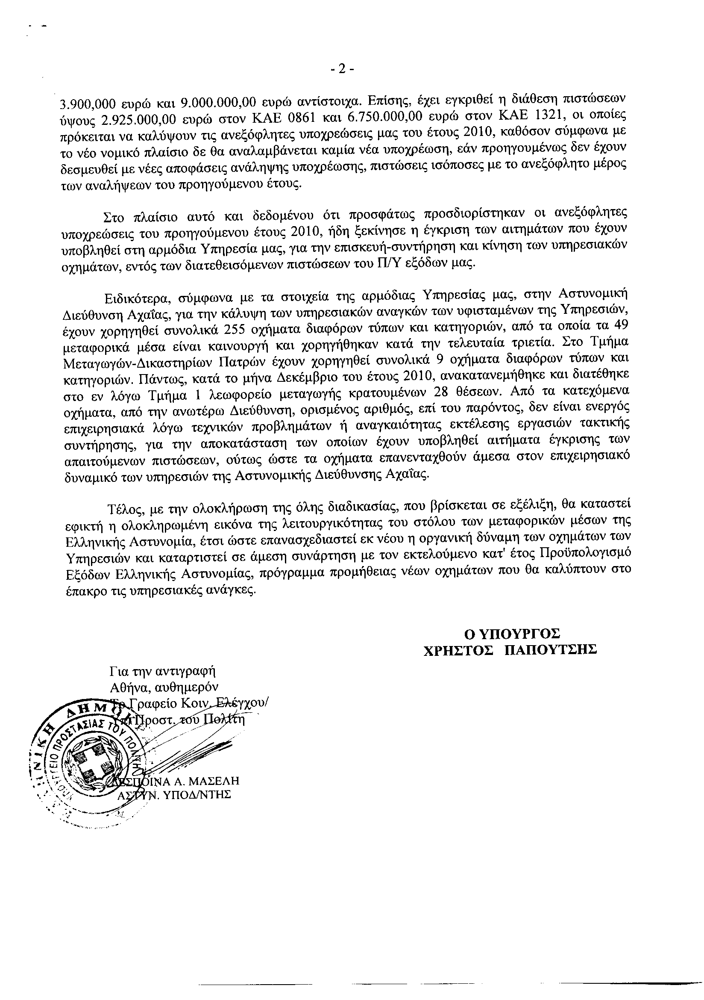 - 2 -
3.900,000 ευρώ και 9.000.000,00 ευρώ αντίστοιχα. Επίσης, έχει εγκριθεί η διάθεση πιστώσεων
ύψους 2.925.000,00 ευρώ στον ΚΑΕ 0861 και 6.750.000,00 ευρώ στον ΚΑΕ 1321, οι οποίες
πρόκειται να καλύψουν τις ανεξόφλητες υποχρεώσεις μας του έτους 2010, καθόσον σύμφωνα με
το νέο νομικό πλαίσιο δε θα αναλαμβάνεται καμία νέα υποχρέωση, εάν προηγουμένως δεν έχουν
δεσμευθεί με νέες αποφάσεις ανάληψης υποχρέωσης, πιστώσεις ισόποσες με το ανεξόφλητο μέρος
των αναλήψεων του προηγούμενου έτους.
Στο πλαίσιο αυτό και δεδομένου ότι προσφάτως προσδιορίστηκαν οι ανεξόφλητες
υποχρεώσεις του προηγούμενου έτους 2010, ήδη ξεκίνησε η έγκριση των αιτημάτων που έχουν
υποβληθεί στη αρμόδια Υπηρεσία μας, για την επισκευή-συντήρηση και κίνηση των υπηρεσιακών
οχημάτων, εντός των διατεθεισόμενων πιστώσεων του Π/Υ εξόδων μας.
Ειδικότερα, σύμφωνα με τα στοιχεία της αρμόδιας Υπηρεσίας μας, στην Αστυνομική
Διεύθυνση Αχαΐας, για την κάλυψη των υπηρεσιακών αναγκών των υφισταμένων της Υπηρεσιών,
έχουν χορηγηθεί συνολικά 255 οχήματα διαφόρων τύπων και κατηγοριών, από τα οποία τα 49
μεταφορικά μέσα είναι καινουργή και χορηγήθηκαν κατά την τελευταία τριετία. Στο Τμήμα
Μεταγωγών-Δικαστηρίων Πατρών έχουν χορηγηθεί συνολικά 9 οχήματα διαφόρων τύπων και
κατηγοριών. Πάντως, κατά το μήνα Δεκέμβριο του έτους 2010, ανακατανεμήθηκε και διατέθηκε
στο εν λόγω Τμήμα 1 λεωφορείο μεταγωγής κρατουμένων 28 θέσεων. Από τα κατεχόμενα
οχήματα, από την ανωτέρω Διεύθυνση, ορισμένος αριθμός, επί του παρόντος, δεν είναι ενεργός
επιχειρησιακά λόγω τεχνικών προβλημάτων ή αναγκαιότητας εκτέλεσης εργασιών τακτικής
συντήρησης, για την αποκατάσταση των οποίων έχουν υποβληθεί αιτήματα έγκρισης των
απαιτούμενων πιστώσεων, ούτως ώστε τα οχήματα επανενταχθούν άμεσα στον επιχειρησιακό
δυναμικό των υπηρεσιών της Αστυνομικής Διεύθυνσης Αχαΐας.
Τέλος, με την ολοκλήρωση της όλης διαδικασίας, που βρίσκεται σε εξέλιξη, θα καταστεί
εφικτή η ολοκληρωμένη εικόνα της λειτουργικότητας του στόλου των μεταφορικών μέσων της
Ελληνικής Αστυνομία, έτσι ώστε επανασχεδιαστεί εκ νέου η οργανική δύναμη των οχημάτων των
Υπηρεσιών και καταρτιστεί σε άμεση συνάρτηση με τον εκτελούμενο κατ' έτος Προϋπολογισμό
Εξόδων Ελληνικής Αστυνομίας, πρόγραμμα προμήθειας νέων οχημάτων που θα καλύπτουν στο
έπακρο τις υπηρεσιακές ανάγκες.
Ο ΥΠΟΥΡΓΟΣ
ΧΡΗΣΤΟΣ ΠΑΠΟΥΤΣΗΣ
Για την αντιγραφή
Αθήνα, αυθημερόν
Το Γραφείο Κοιν. Ελέγχου/
Υπ Προστ. του Πολίτη
ΥΠΟΥΡΓΕΙΟ ΠΡΟΣΤΑΣΙΑΣ ΤΟΥ ΠΟΛΙΤΗ
ΔΕΣΠΟΙΝΑ Α. ΜΑΣΕΛΗ
ΑΣΤΥΝ. ΥΠΟΔ/ΝΤΗΣ